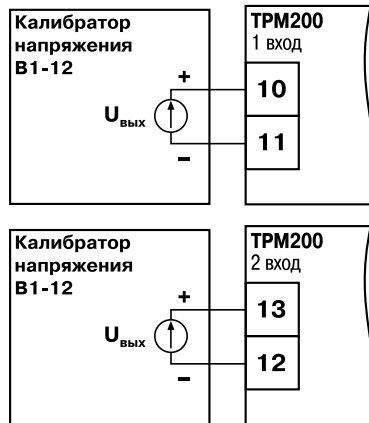 Калибратор
напряжения
В1-12
Uвых
+
−
ТРМ200
1 вход
10
11
Калибратор
напряжения
В1-12
Uвых
+
−
ТРМ200
2 вход
13
12